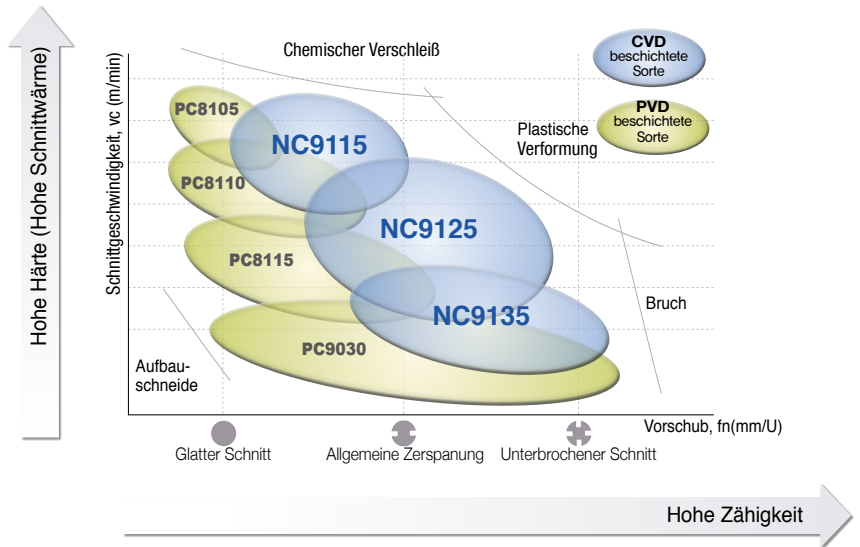 Hohe Härte (Hohe Schnittwärme)
Schnittgeschwindigkeit, vc (m/min)
Chemischer Verschleiß
CVD
beschichtete
Sorte
PVD
beschichtete
Sorte
PC8105
NC9115
Plastische
Verformung
PC8110
NC9125
PC8115
NC9135
Bruch
PC9030
Aufbau-
schneide
Vorschub, fn(mm/U)
Glatter Schnitt
Allgemeine Zerspanung
Unterbrochener Schnitt
Hohe Zähigkeit